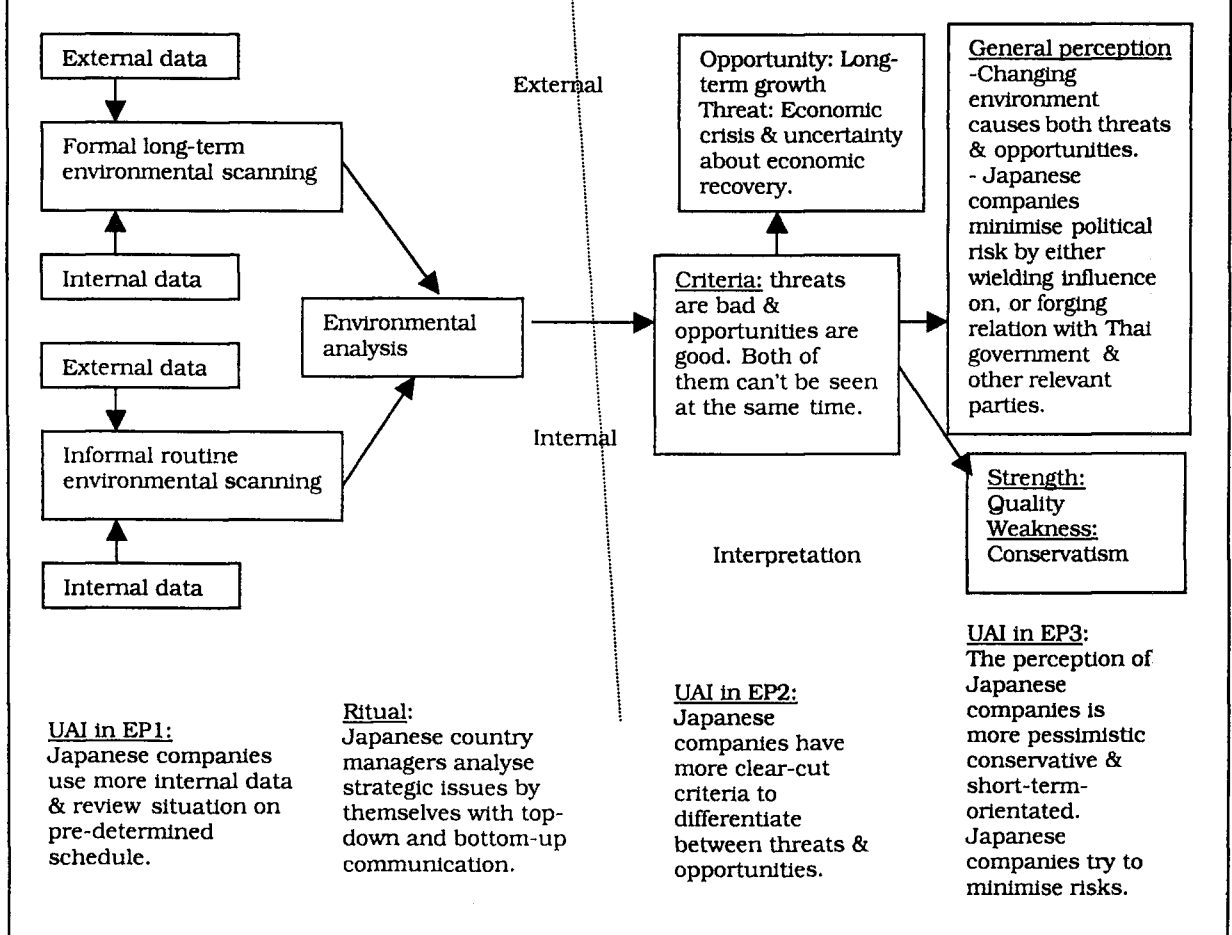 External data
Formal long-term
environmental scanning
Internal data
External data
Informal routine
environmental scanning
Internal data
Environmental
analysis
External
Internal
Opportunity: Long-
term growth
Threat: Economic
crisis & uncertainty
about economic
recovery.
Criteria: threats
are bad &
opportunities are
good. Both of
them can't be seen
at the same time.
General perception
-Changing
environment
causes both threats
& opportunities.
- Japanese
companies
minimise political
risk by either
wielding influence
on, or forging
relation with Thai
government &
other relevant
parties.
Strength:
Quality
Weakness:
Conservatism
Interpretation
UAI in EP1:
Japanese companies
use more internal data
& review situation on
pre-determined
schedule.
Ritual:
Japanese country
managers analyse
strategic issues by
themselves with top-
down and bottom-up
communication.
UAI in EP2:
Japanese
companies have
more clear-cut
criteria to
differentiate
between threats &
opportunities.
UAI in EP3:
The perception of
Japanese
companies is
more pessimistic
conservative &
short-term-
orientated.
Japanese
companies try to
minimise risks.